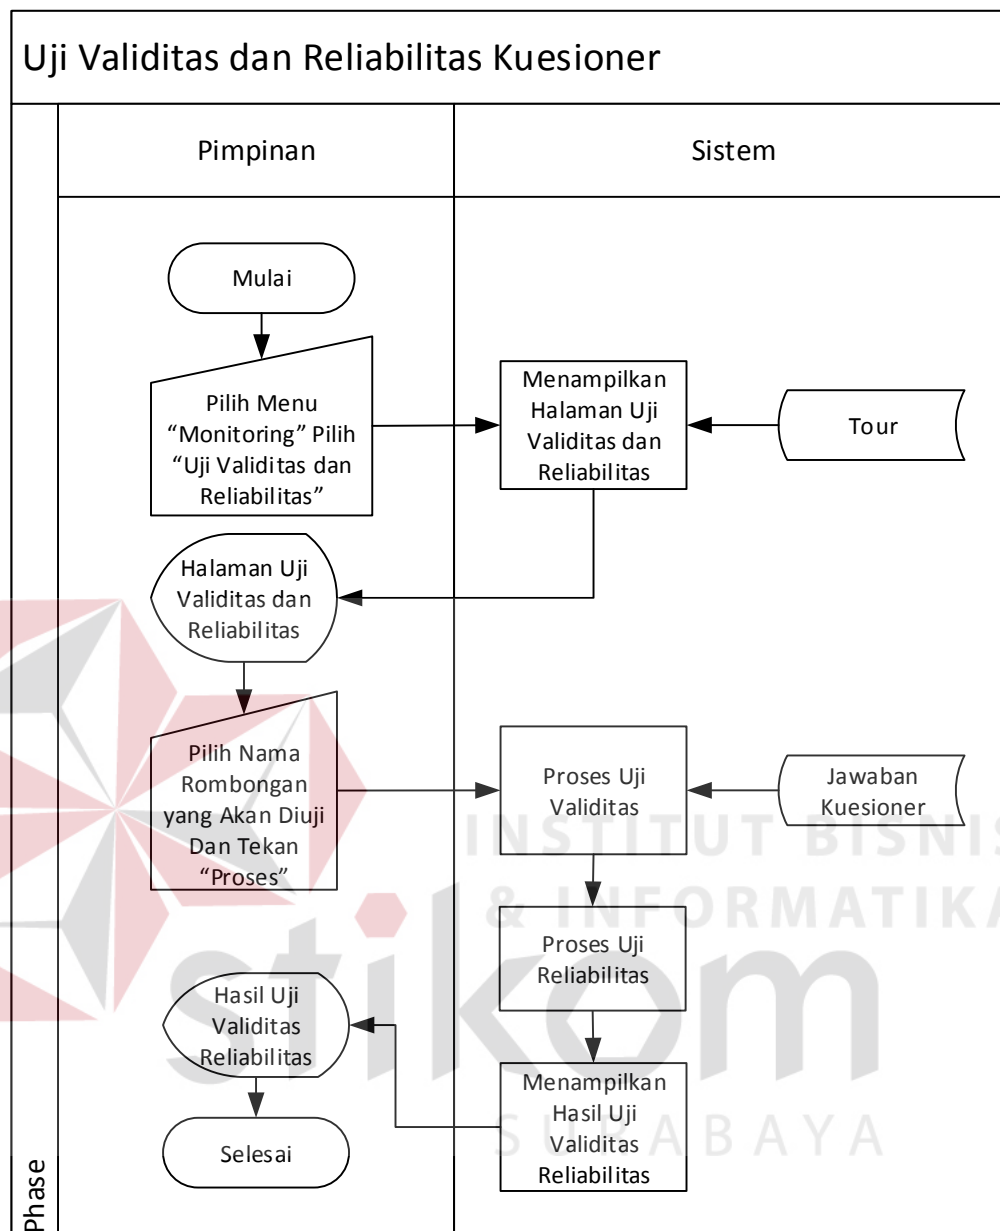 Uji Validitas dan Reliabilitas Kuesioner
Pimpinan
Sistem
Mulai
Pilih Menu
“Monitoring” Pilih
“Uji Validitas dan
Reliabilitas”
Menampilkan
Halaman Uji
Validitas dan
Reliabilitas
Tour
Halaman Uji
Validitas dan
Reliabilitas
Pilih Nama
Rombongan
yang Akan Diuji
Dan Tekan
“Proses”
Proses Uji
Validitas
Jawaban
Kuesioner
Proses Uji
Reliabilitas
Hasil Uji
Validitas
Reliabilitas
Menampilkan
Hasil Uji
Validitas
Reliabilitas
Selesai
Phase
INSTITUT BISNIS
& INFORMATIKA
stikom
SURABAYA